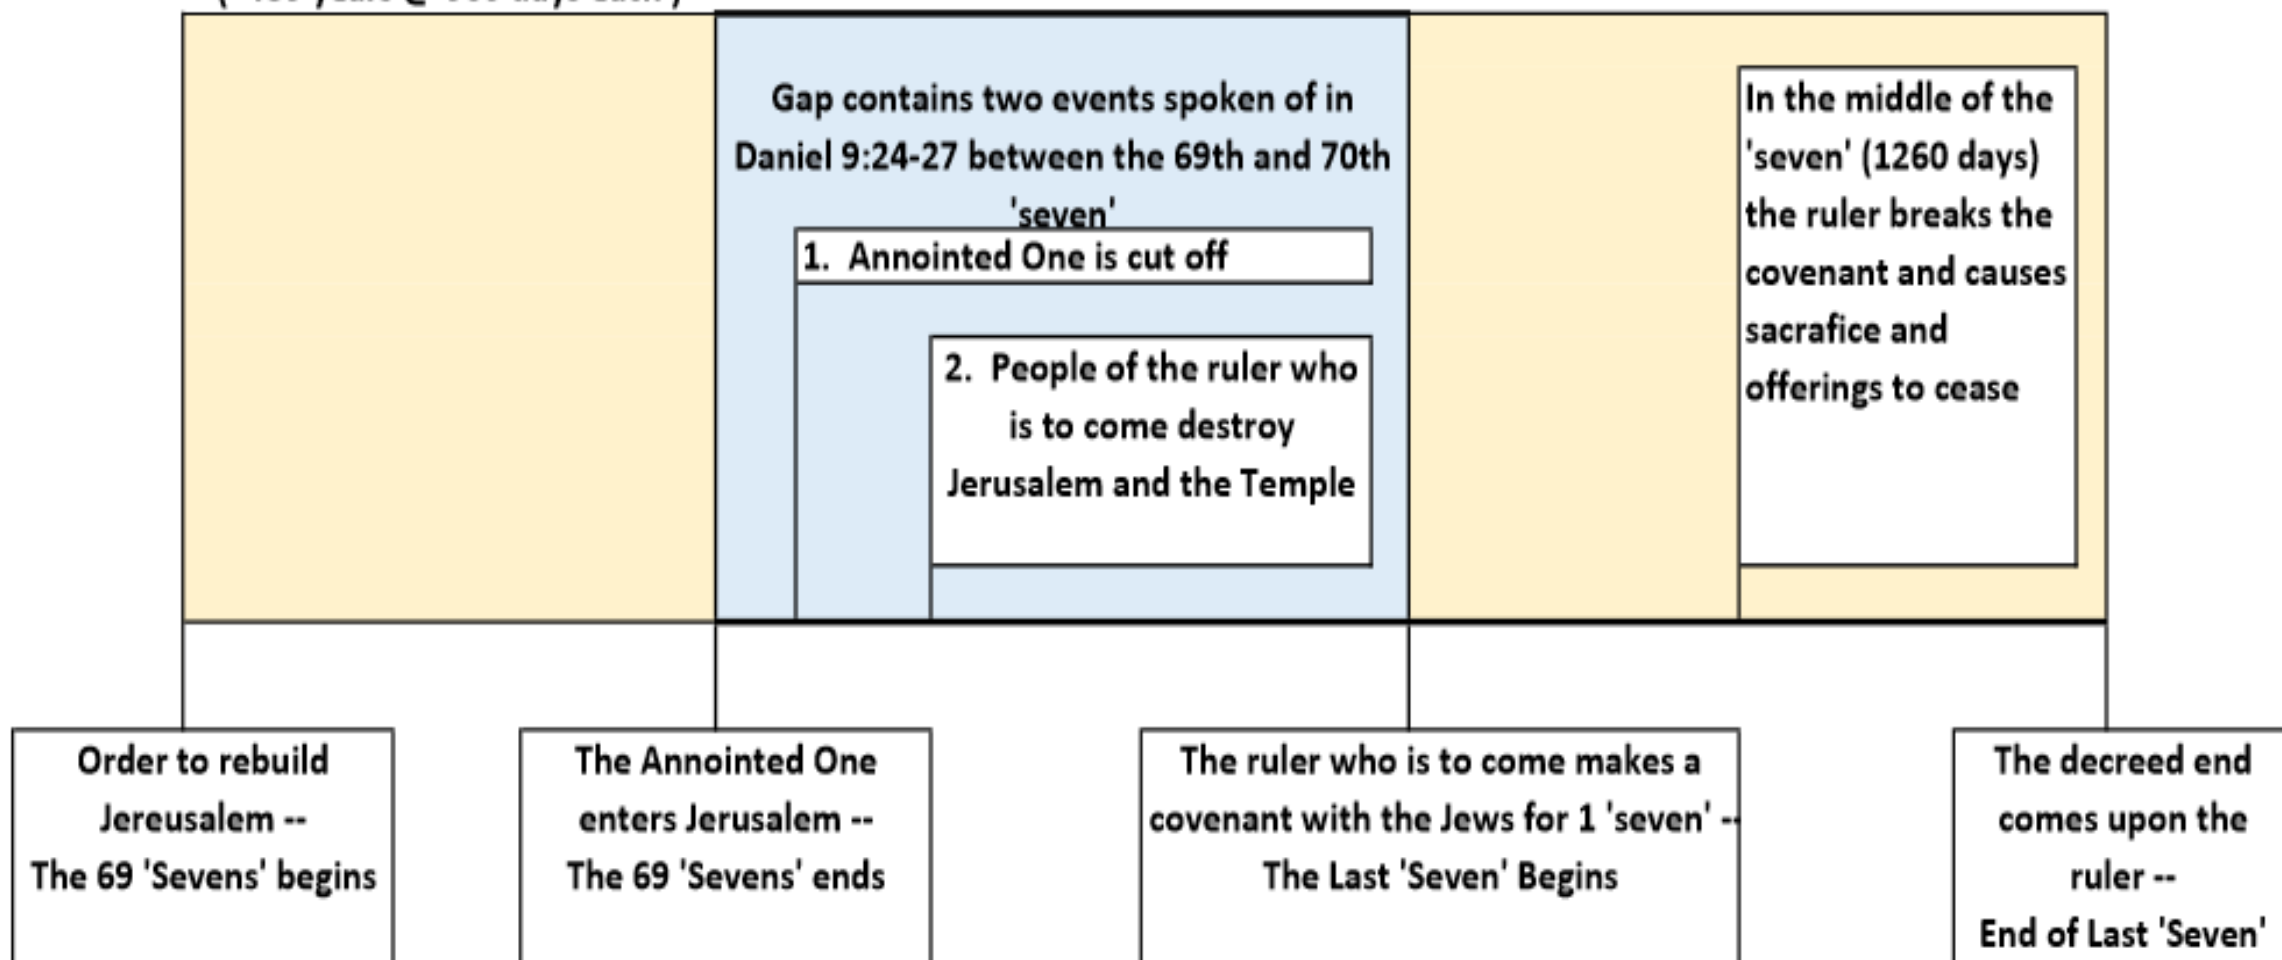 Gap contains two events spoken of in
Daniel 9:24-27 between the 69th and 70th
'seven'
1. Annointed One is cut off
2. People of the ruler who
is to come destroy
Jerusalem and the Temple
In the middle of the
'seven' (1260 days)
the ruler breaks the
covenant and causes
sacrafice and
offerings to cease
Order to rebuild
Jereusalem --
The 69 'Sevens' begins
The Annointed One
enters Jerusalem --
The 69 'Sevens' ends
The ruler who is to come makes a
covenant with the Jews for 1 'seven' --
The Last 'Seven' Begins
The decreed end
comes upon the
ruler --
End of Last 'Seven'